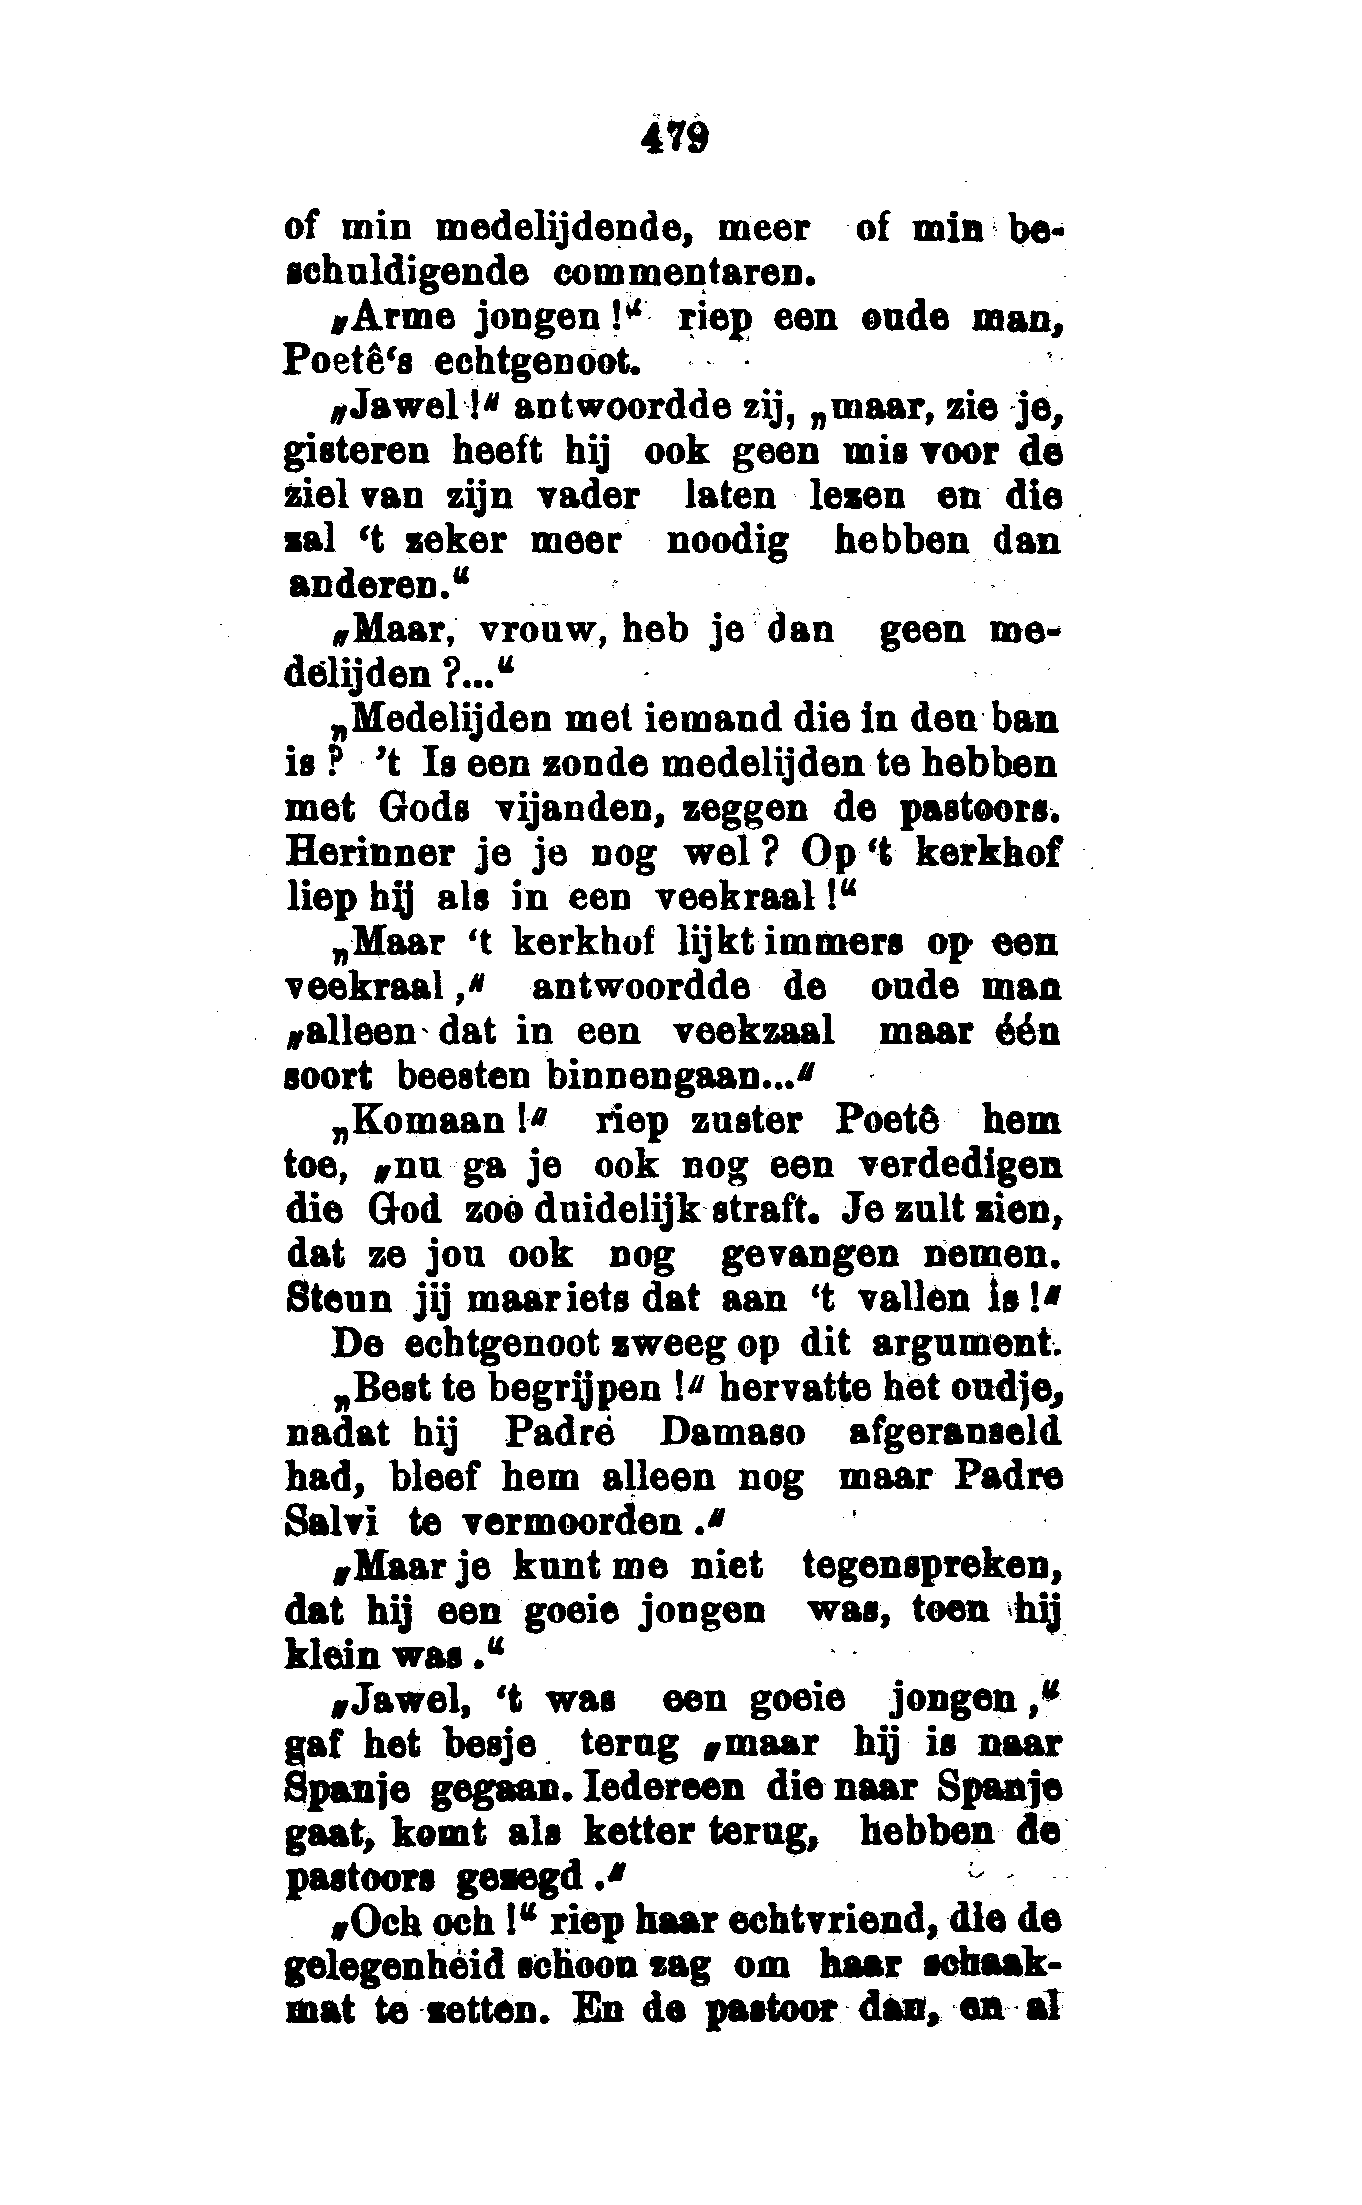 479
of min medelijdende, meer of min be-
schuldigende commentaren.
„Arme jongen !“ riep een oude man,
Poetê‘s echtgenoot.
„Jawel !“ antwoordde zij, „maar, zie je,
gisteren heeft hij ook geen mis voor de
ziel van zijn vader laten lezen en die
zal ‘t zeker meer noodig hebben dan
anderen.“
„Maar, vrouw, heb je dan geen me-
delijden ?...“
„Medelijden met iemand die in den ban
is ? ’t Is een zonde medelijden te hebben
met Gods vijanden, zeggen de pastoors.
Herinner je je nog wel ? Op ‘t kerkhof
liep hij als in een veekraal !“
„Maar ‘t kerkhof lijkt immers op een
veekraal ,“ antwoordde de oude man
„alleen dat in een veekzaal maar één
soort beesten binnengaan...“
„Komaan !“ riep zuster Poetê hem
toe, „nu ga je ook nog een verdedigen
die God zoo duidelijk straft. Je zult zien,
dat ze jou ook nog gevangen nemen.
Steun jij maar iets dat aan ‘t vallen is !“
De echtgenoot zweeg op dit argument.
„Best te begrijpen !“ hervatte het oudje,
nadat hij Padre Damaso afgeranseld
had, bleef hem alleen nog maar Padre
Salvi te vermoorden .“
„Maar je kunt me niet tegenspreken,
dat hij een goeie jongen was, toen hij
klein was .“
„Jawel, ‘t was een goeie jongen ,“
gaf het besje terug „maar hij is naar
Spanje gegaan. Iedereen die naar Spanje
gaat, komt als ketter terug, hebben de
pastoors gezegd .“
„Och och !“ riep haar echtvriend, die de
gelegenheid schoon zag om haar schaak-
mat te zetten. En de pastoor dan, en al